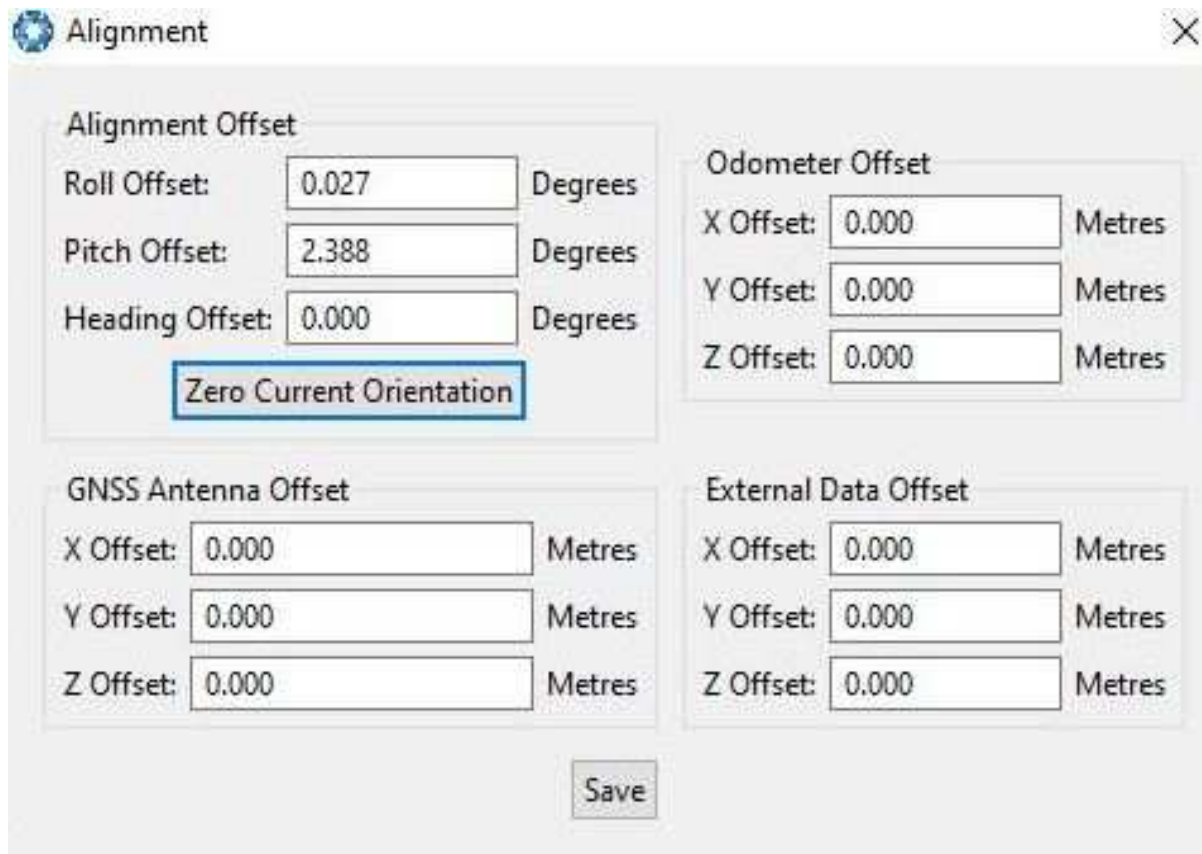 Alignment
Alignment Offset
Roll Offset: 0.027 Degrees
Pitch Offset: 2.388 Degrees
Heading Offset: 0.000 Degrees
Zero Current Orientation
Odometer Offset
X Offset: 0.000 Metres
Y Offset: 0.000 Metres
Z Offset: 0.000 Metres
GNSS Antenna Offset
X Offset: 0.000 Metres
Y Offset: 0.000 Metres
Z Offset: 0.000 Metres
External Data Offset
X Offset: 0.000 Metres
Y Offset: 0.000 Metres
Z Offset: 0.000 Metres
Save